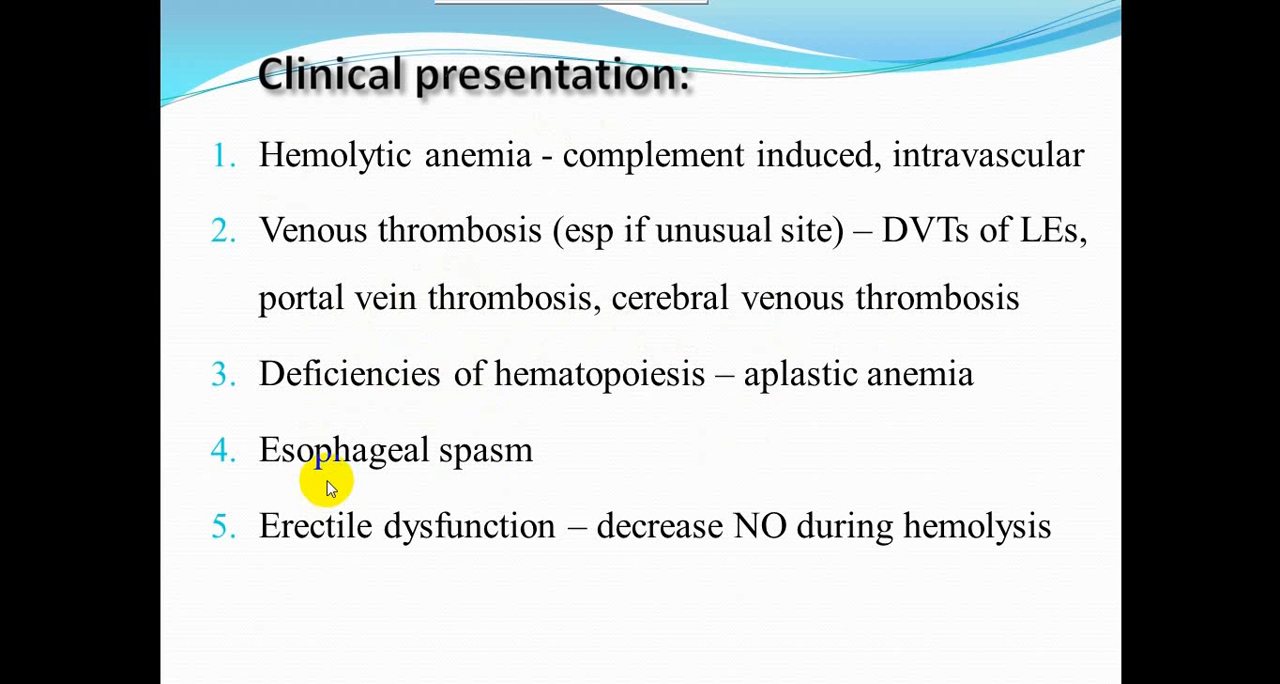 Clinical presentation:
1. Hemolytic anemia - complement induced, intravascular
2. Venous thrombosis (esp if unusual site) – DVTs of LEs,
portal vein thrombosis, cerebral venous thrombosis
3. Deficiencies of hematopoiesis – aplastic anemia
4. Esophageal spasm
5. Erectile dysfunction – decrease NO during hemolysis